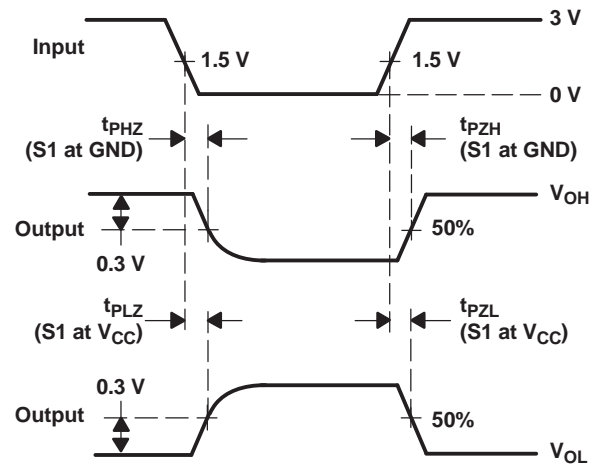 3 V
Input
1.5 V
1.5 V
0 V
tPHZ
(S1 at GND)
tPZH
(S1 at GND)
VOH
Output
50%
0.3 V
tPLZ
(S1 at VCC)
tPZL
(S1 at VCC)
0.3 V
Output
50%
VOL